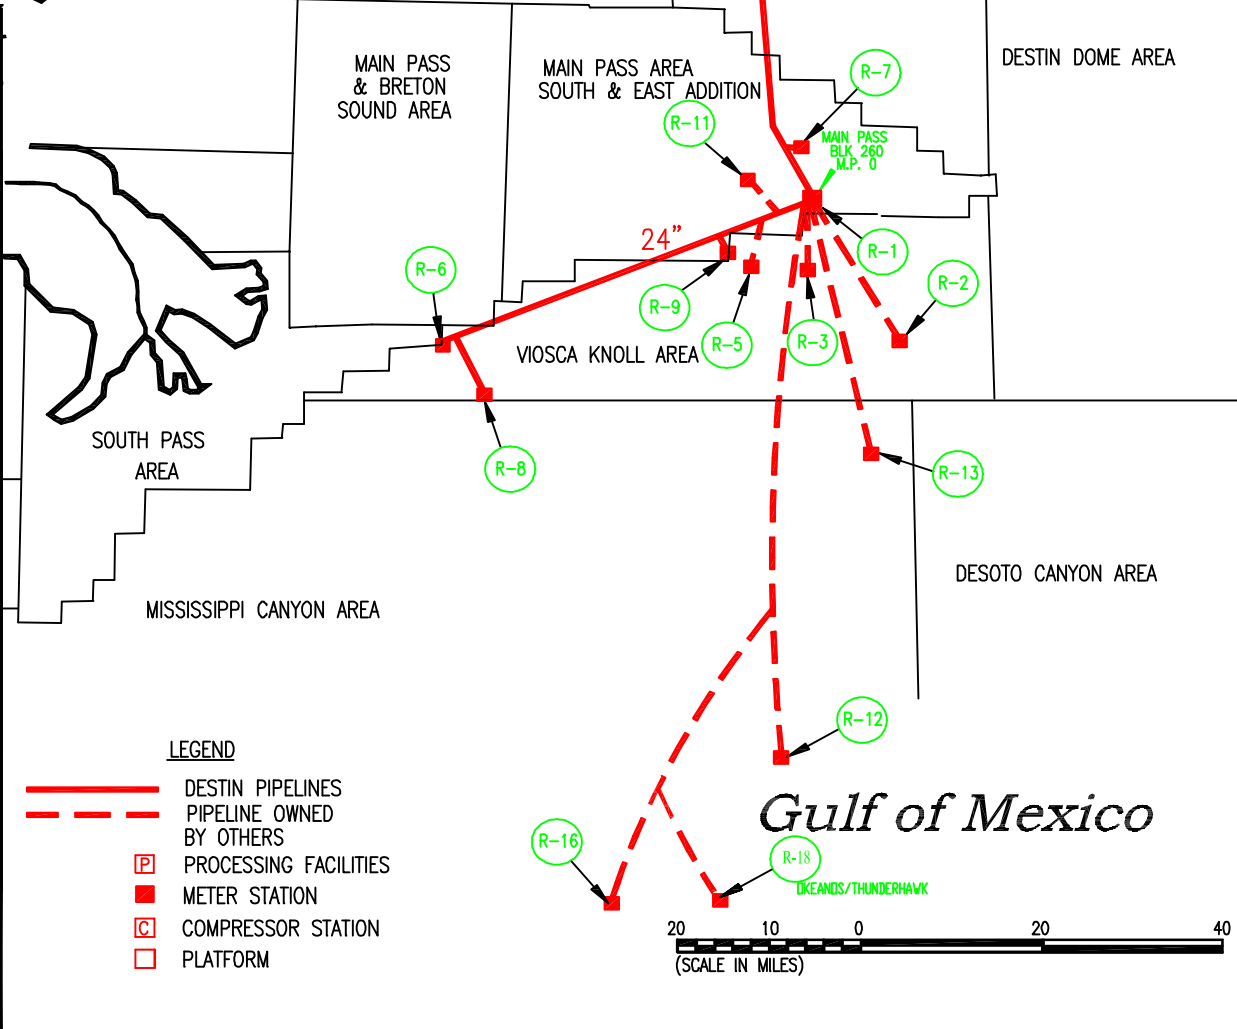 MAIN PASS
& BRETON
SOUND AREA
MAIN PASS AREA
SOUTH & EAST ADDITION
DESTIN DOME AREA
R-7
R-11
MAIN PASS
BLK 260
M.P. 0
24"
R-1
R-6
R-2
R-9
R-5
R-3
VIOSCA KNOLL AREA
SOUTH PASS
AREA
R-8
R-13
DESOTO CANYON AREA
MISSISSIPPI CANYON AREA
R-12
LEGEND
DESTIN PIPELINES
PIPELINE OWNED
BY OTHERS
P PROCESSING FACILITIES
METER STATION
C COMPRESSOR STATION
PLATFORM
Gulf of Mexico
R-16
R-18
OKEANOS/THUNDERHAWK
20 10 0 20 40
(SCALE IN MILES)